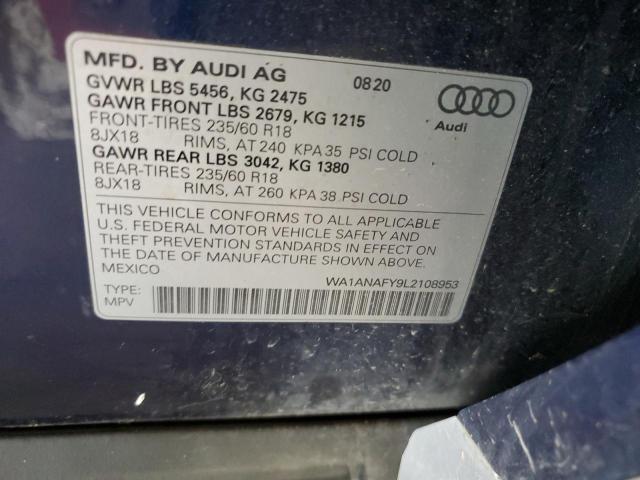 MFD. BY AUDI AG 0820
GVWR LBS 5456, KG 2475
GAWR FRONT LBS 2679, KG 1215
FRONT-TIRES 235/60 R18
8JX18 RIMS, AT 240 KPA 35 PSI COLD
GAWR REAR LBS 3042, KG 1380
REAR-TIRES 235/60 R18
8JX18 RIMS, AT 260 KPA 38 PSI COLD
Audi
THIS VEHICLE CONFORMS TO ALL APPLICABLE
U.S. FEDERAL MOTOR VEHICLE SAFETY AND
THEFT PREVENTION STANDARDS IN EFFECT ON
THE DATE OF MANUFACTURE SHOWN ABOVE.
MEXICO
WA1ANAFY9L2108953
TYPE:
MPV